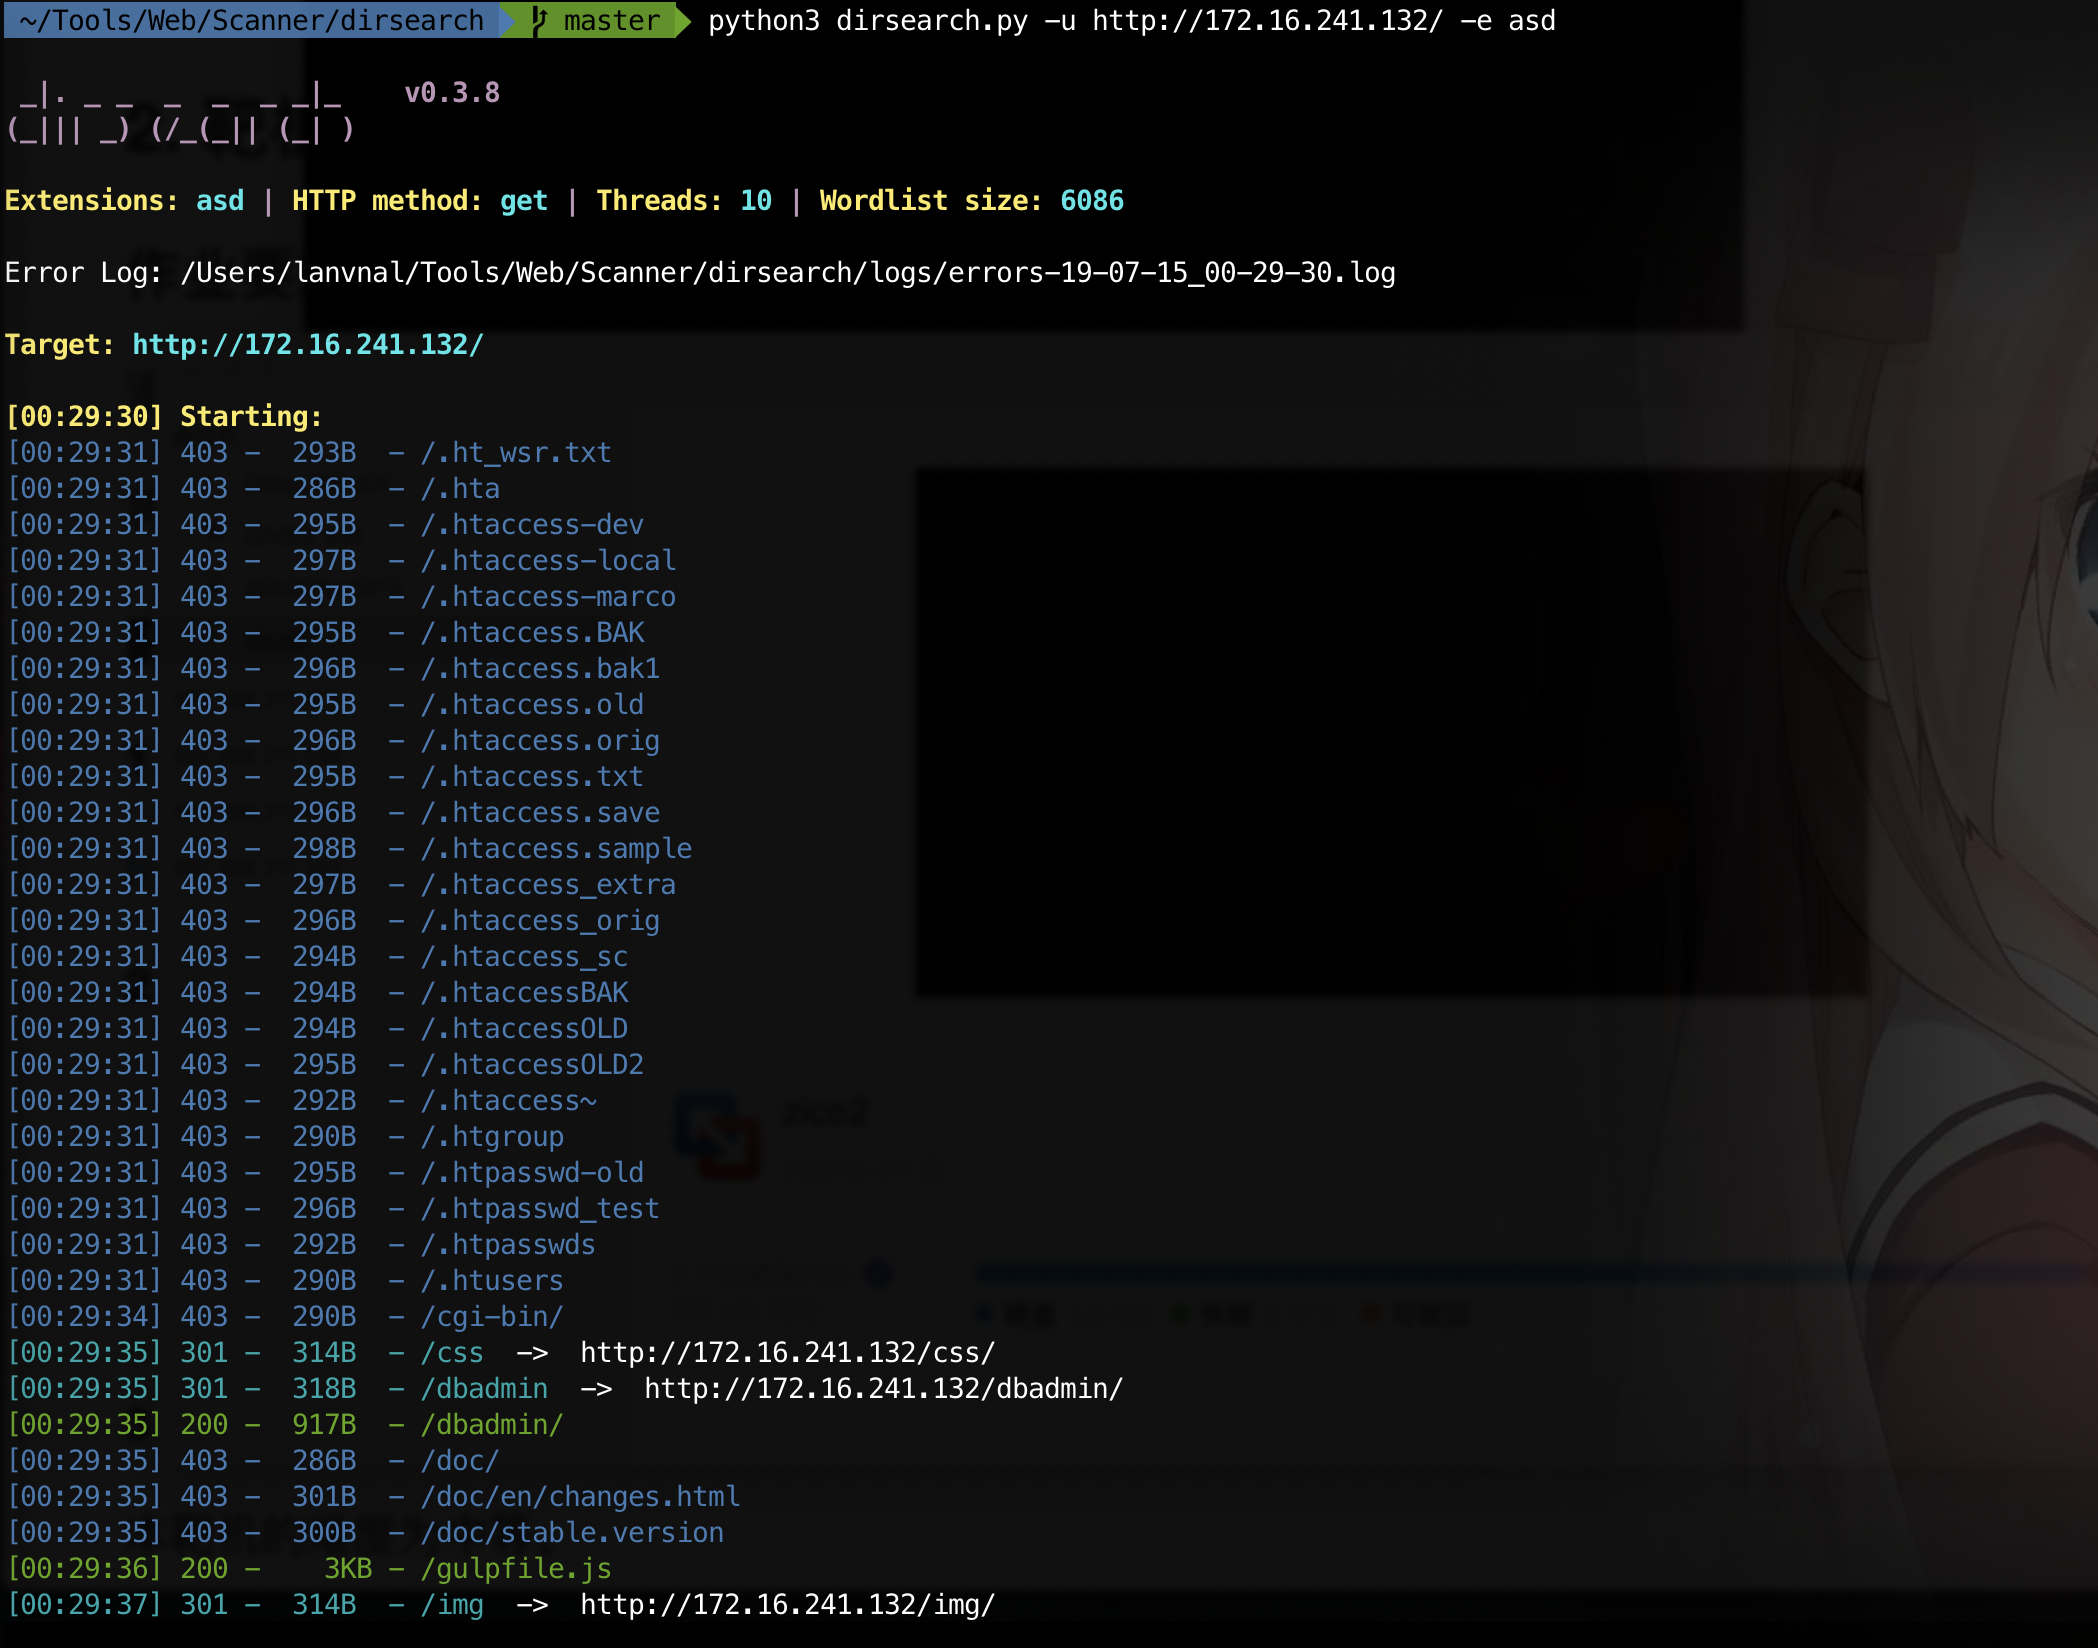 ~/Tools/Web/Scanner/dirsearch master python3 dirsearch.py -u http://172.16.241.132/ -e asd
_|. _ _  _  _  _ _|_    v0.3.8
(_||| _) (/_(_|| (_| )
Extensions: asd | HTTP method: get | Threads: 10 | Wordlist size: 6086
Error Log: /Users/lanvnal/Tools/Web/Scanner/dirsearch/logs/errors-19-07-15_00-29-30.log
Target: http://172.16.241.132/
[00:29:30] Starting:
[00:29:31] 403 -  293B  - /.ht_wsr.txt
[00:29:31] 403 -  286B  - /.hta
[00:29:31] 403 -  295B  - /.htaccess-dev
[00:29:31] 403 -  297B  - /.htaccess-local
[00:29:31] 403 -  297B  - /.htaccess-marco
[00:29:31] 403 -  295B  - /.htaccess.BAK
[00:29:31] 403 -  296B  - /.htaccess.bak1
[00:29:31] 403 -  295B  - /.htaccess.old
[00:29:31] 403 -  296B  - /.htaccess.orig
[00:29:31] 403 -  295B  - /.htaccess.txt
[00:29:31] 403 -  296B  - /.htaccess.save
[00:29:31] 403 -  298B  - /.htaccess.sample
[00:29:31] 403 -  297B  - /.htaccess_extra
[00:29:31] 403 -  296B  - /.htaccess_orig
[00:29:31] 403 -  294B  - /.htaccess_sc
[00:29:31] 403 -  294B  - /.htaccessBAK
[00:29:31] 403 -  294B  - /.htaccessOLD
[00:29:31] 403 -  295B  - /.htaccessOLD2
[00:29:31] 403 -  292B  - /.htaccess~
zico2
[00:29:31] 403 -  290B  - /.htgroup
[00:29:31] 403 -  295B  - /.htpasswd-old
[00:29:31] 403 -  296B  - /.htpasswd_test
[00:29:31] 403 -  292B  - /.htpasswds
[00:29:31] 403 -  290B  - /.htusers
[00:29:34] 403 -  290B  - /cgi-bin/
[00:29:35] 301 -  314B  - /css  ->  http://172.16.241.132/css/
[00:29:35] 301 -  318B  - /dbadmin  ->  http://172.16.241.132/dbadmin/
[00:29:35] 200 -  917B  - /dbadmin/
[00:29:35] 403 -  286B  - /doc/
[00:29:35] 403 -  301B  - /doc/en/changes.html
[00:29:35] 403 -  300B  - /doc/stable.version
[00:29:36] 200 -    3KB - /gulpfile.js
[00:29:37] 301 -  314B  - /img  ->  http://172.16.241.132/img/